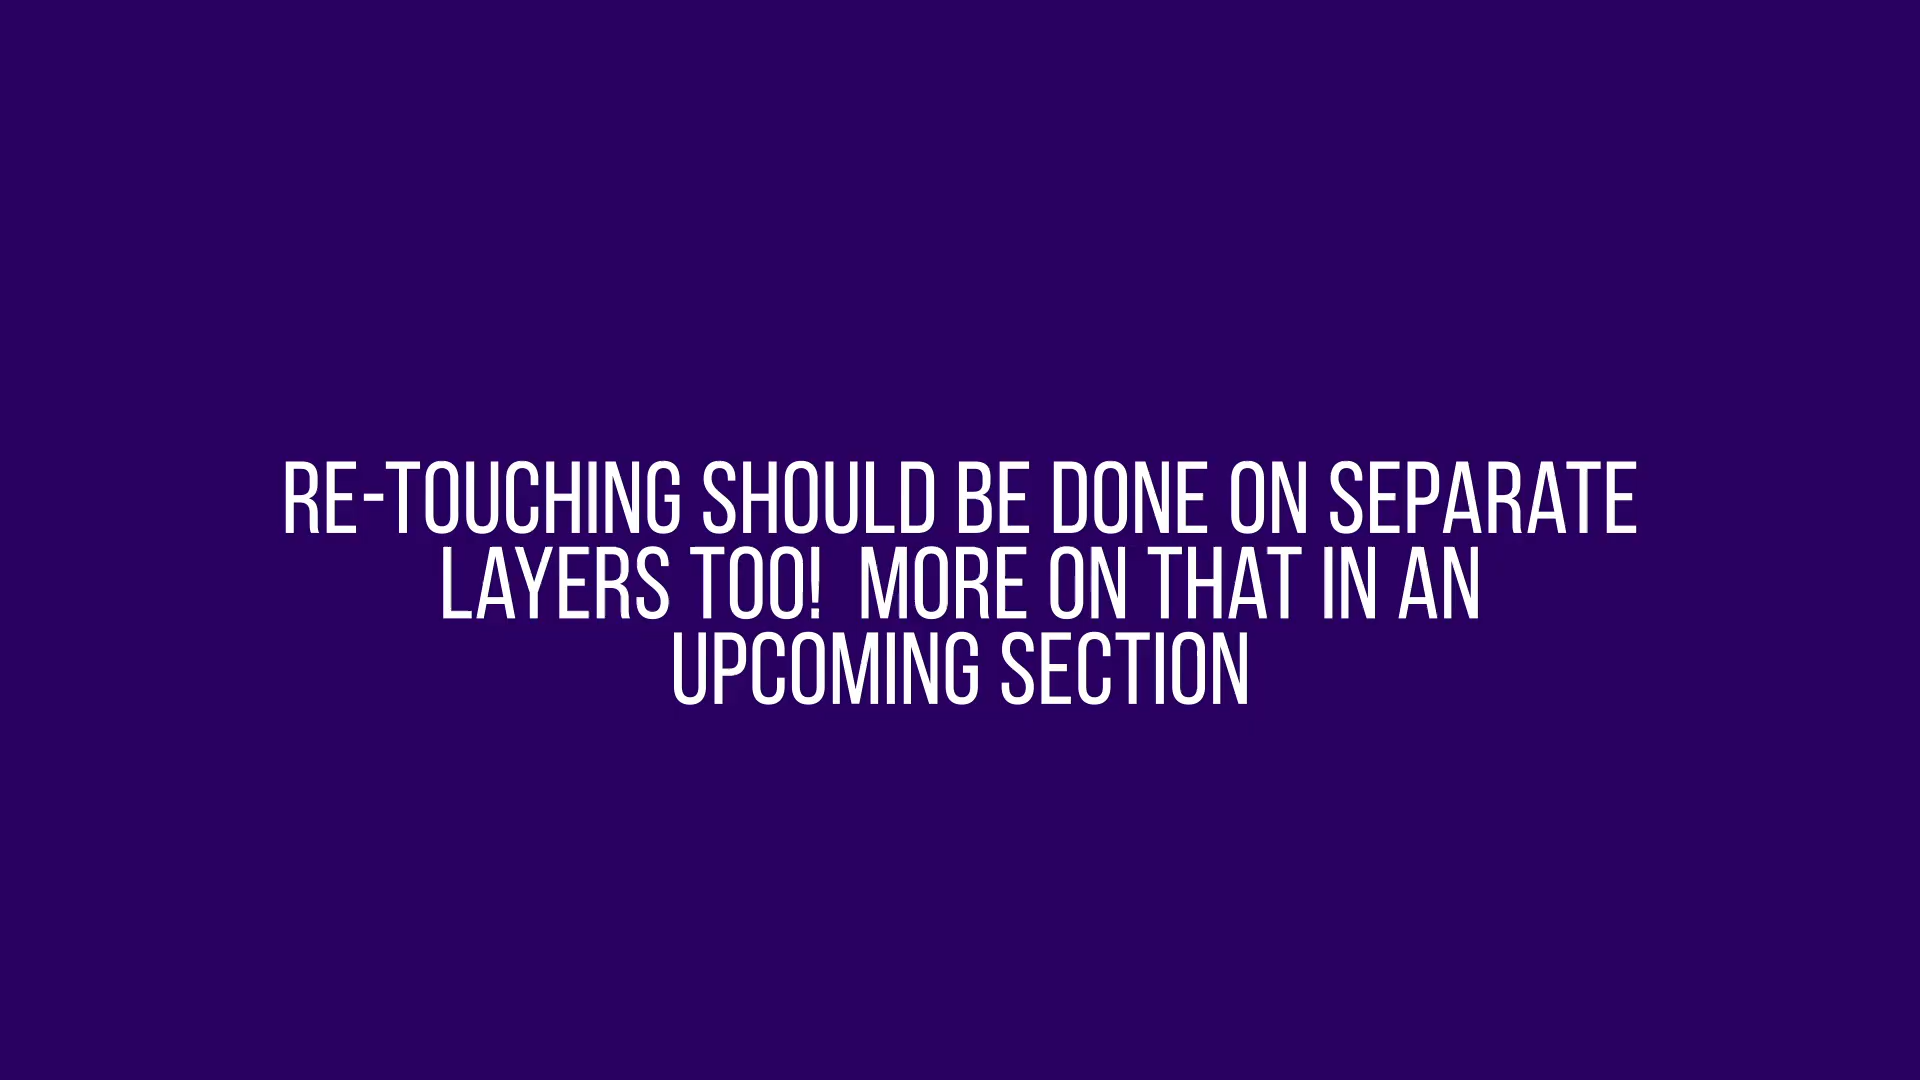 RE-TOUCHING SHOULD BE DONE ON SEPARATE
LAYERS TOO!  MORE ON THAT IN AN
UPCOMING SECTION